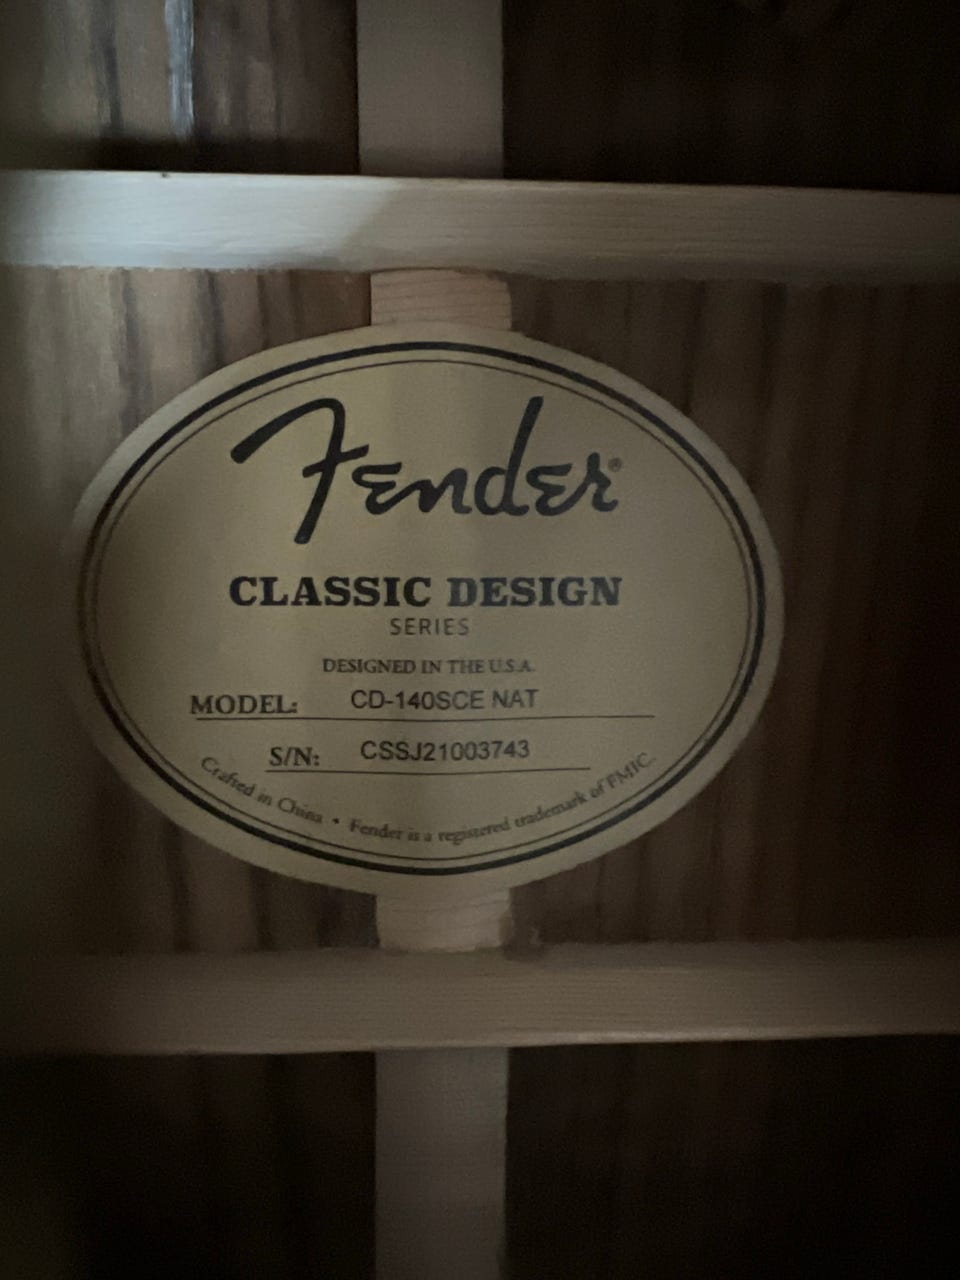 Fender®
CLASSIC DESIGN
SERIES
DESIGNED IN THE U.S.A.
MODEL: CD-140SCE NAT
S/N: CSSJ21003743
Crafted in China • Fender is a registered trademark of FMIC.